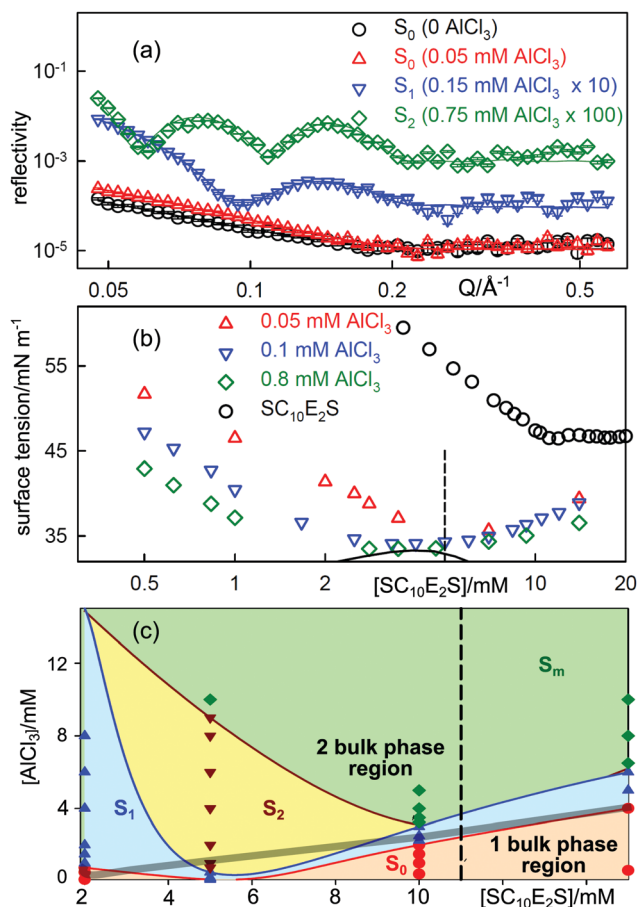 (a)
S₀ (0 AlCl₃)
S₀ (0.05 mM AlCl₃)
S₁ (0.15 mM AlCl₃ x 10)
S₂ (0.75 mM AlCl₃ x 100)
reflectivity
10⁻¹
10⁻³
10⁻⁵
0.05 0.1 0.2 Q/Å⁻¹ 0.5
(b)
0.05 mM AlCl₃
0.1 mM AlCl₃
0.8 mM AlCl₃
SC₁₀E₂S
surface tension/mN m⁻¹
55
45
35
0.5 1 2 [SC₁₀E₂S]/mM 10 20
(c)
[AlCl₃]/mM
12
8
4
0
S₁
S₂
Sₘ
2 bulk phase
region
S₀
1 bulk phase
region
2 4 6 8 10 [SC₁₀E₂S]/mM